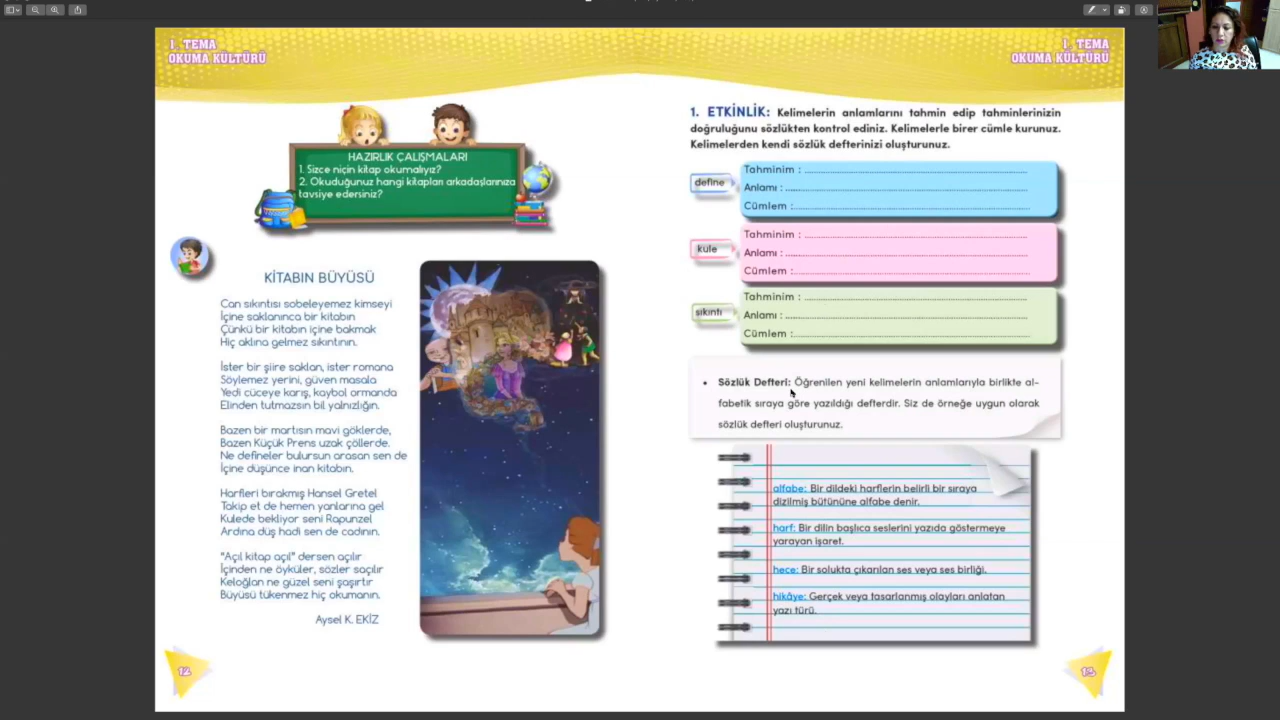 1. TEMA
OKUMA KÜLTÜRÜ
HAZIRLIK ÇALIŞMALARI
1. Sizce niçin kitap okumalıyız?
2. Okuduğunuz hangi kitapları arkadaşlarınıza
tavsiye edersiniz?
KİTABIN BÜYÜSÜ
Can sıkıntısı sobeleyemez kimseyi
İçine saklanınca bir kitabın
Çünkü bir kitabın içine bakmak
Hiç aklına gelmez sıkıntının.
İster bir şiire saklan, ister romana
Söylemez yerini, güven masala
Yedi cüceye karış, kaybol ormanda
Elinden tutmazsın bil yalnızlığın.
Bazen bir martısın mavi göklerde,
Bazen Küçük Prens uzak çöllerde.
Ne defineler bulursun arasan sen de
İçine düşünce inan kitabın.
Harfleri bırakmış Hansel Gretel
Takip et de hemen yanlarına gel
Kulede bekliyor seni Rapunzel
Ardına düş hadi sen de cadının.
"Açıl kitap açıl" dersen açılır
İçinden ne öyküler, sözler saçılır
Keloğlan ne güzel seni şaşırtır
Büyüsü tükenmez hiç okumanın.
Aysel K. EKİZ
12
1. TEMA
OKUMA KÜLTÜRÜ
1. ETKİNLİK: Kelimelerin anlamlarını tahmin edip tahminlerinizin
doğruluğunu sözlükten kontrol ediniz. Kelimelerle birer cümle kurunuz.
Kelimelerden kendi sözlük defterinizi oluşturunuz.
define
Tahminim :
Anlamı :
Cümlem :
kule
Tahminim :
Anlamı :
Cümlem :
sıkıntı
Tahminim :
Anlamı :
Cümlem :
• Sözlük Defteri: Öğrenilen yeni kelimelerin anlamlarıyla birlikte al-
fabetik sıraya göre yazıldığı defterdir. Siz de örneğe uygun olarak
sözlük defteri oluşturunuz.
alfabe: Bir dildeki harflerin belirli bir sıraya
dizilmiş bütününe alfabe denir.
harf: Bir dilin başlıca seslerini yazıda göstermeye
yarayan işaret.
hece: Bir solukta çıkarılan ses veya ses birliği.
hikâye: Gerçek veya tasarlanmış olayları anlatan
yazı türü.
13